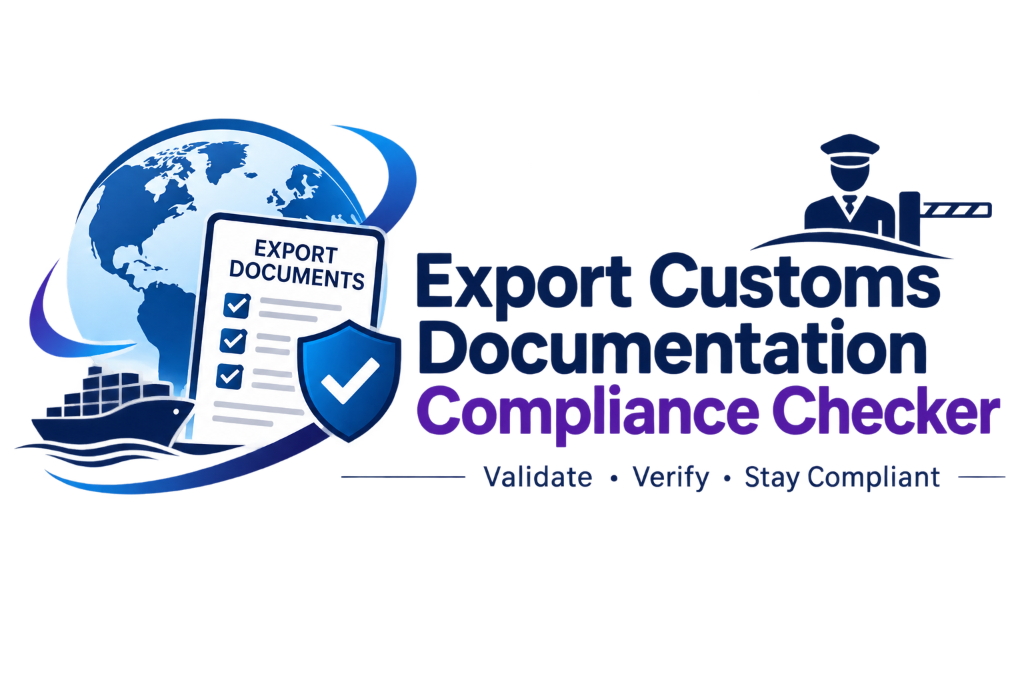 EXPORT
DOCUMENTS
Export Customs
Documentation
Compliance Checker
Validate • Verify • Stay Compliant